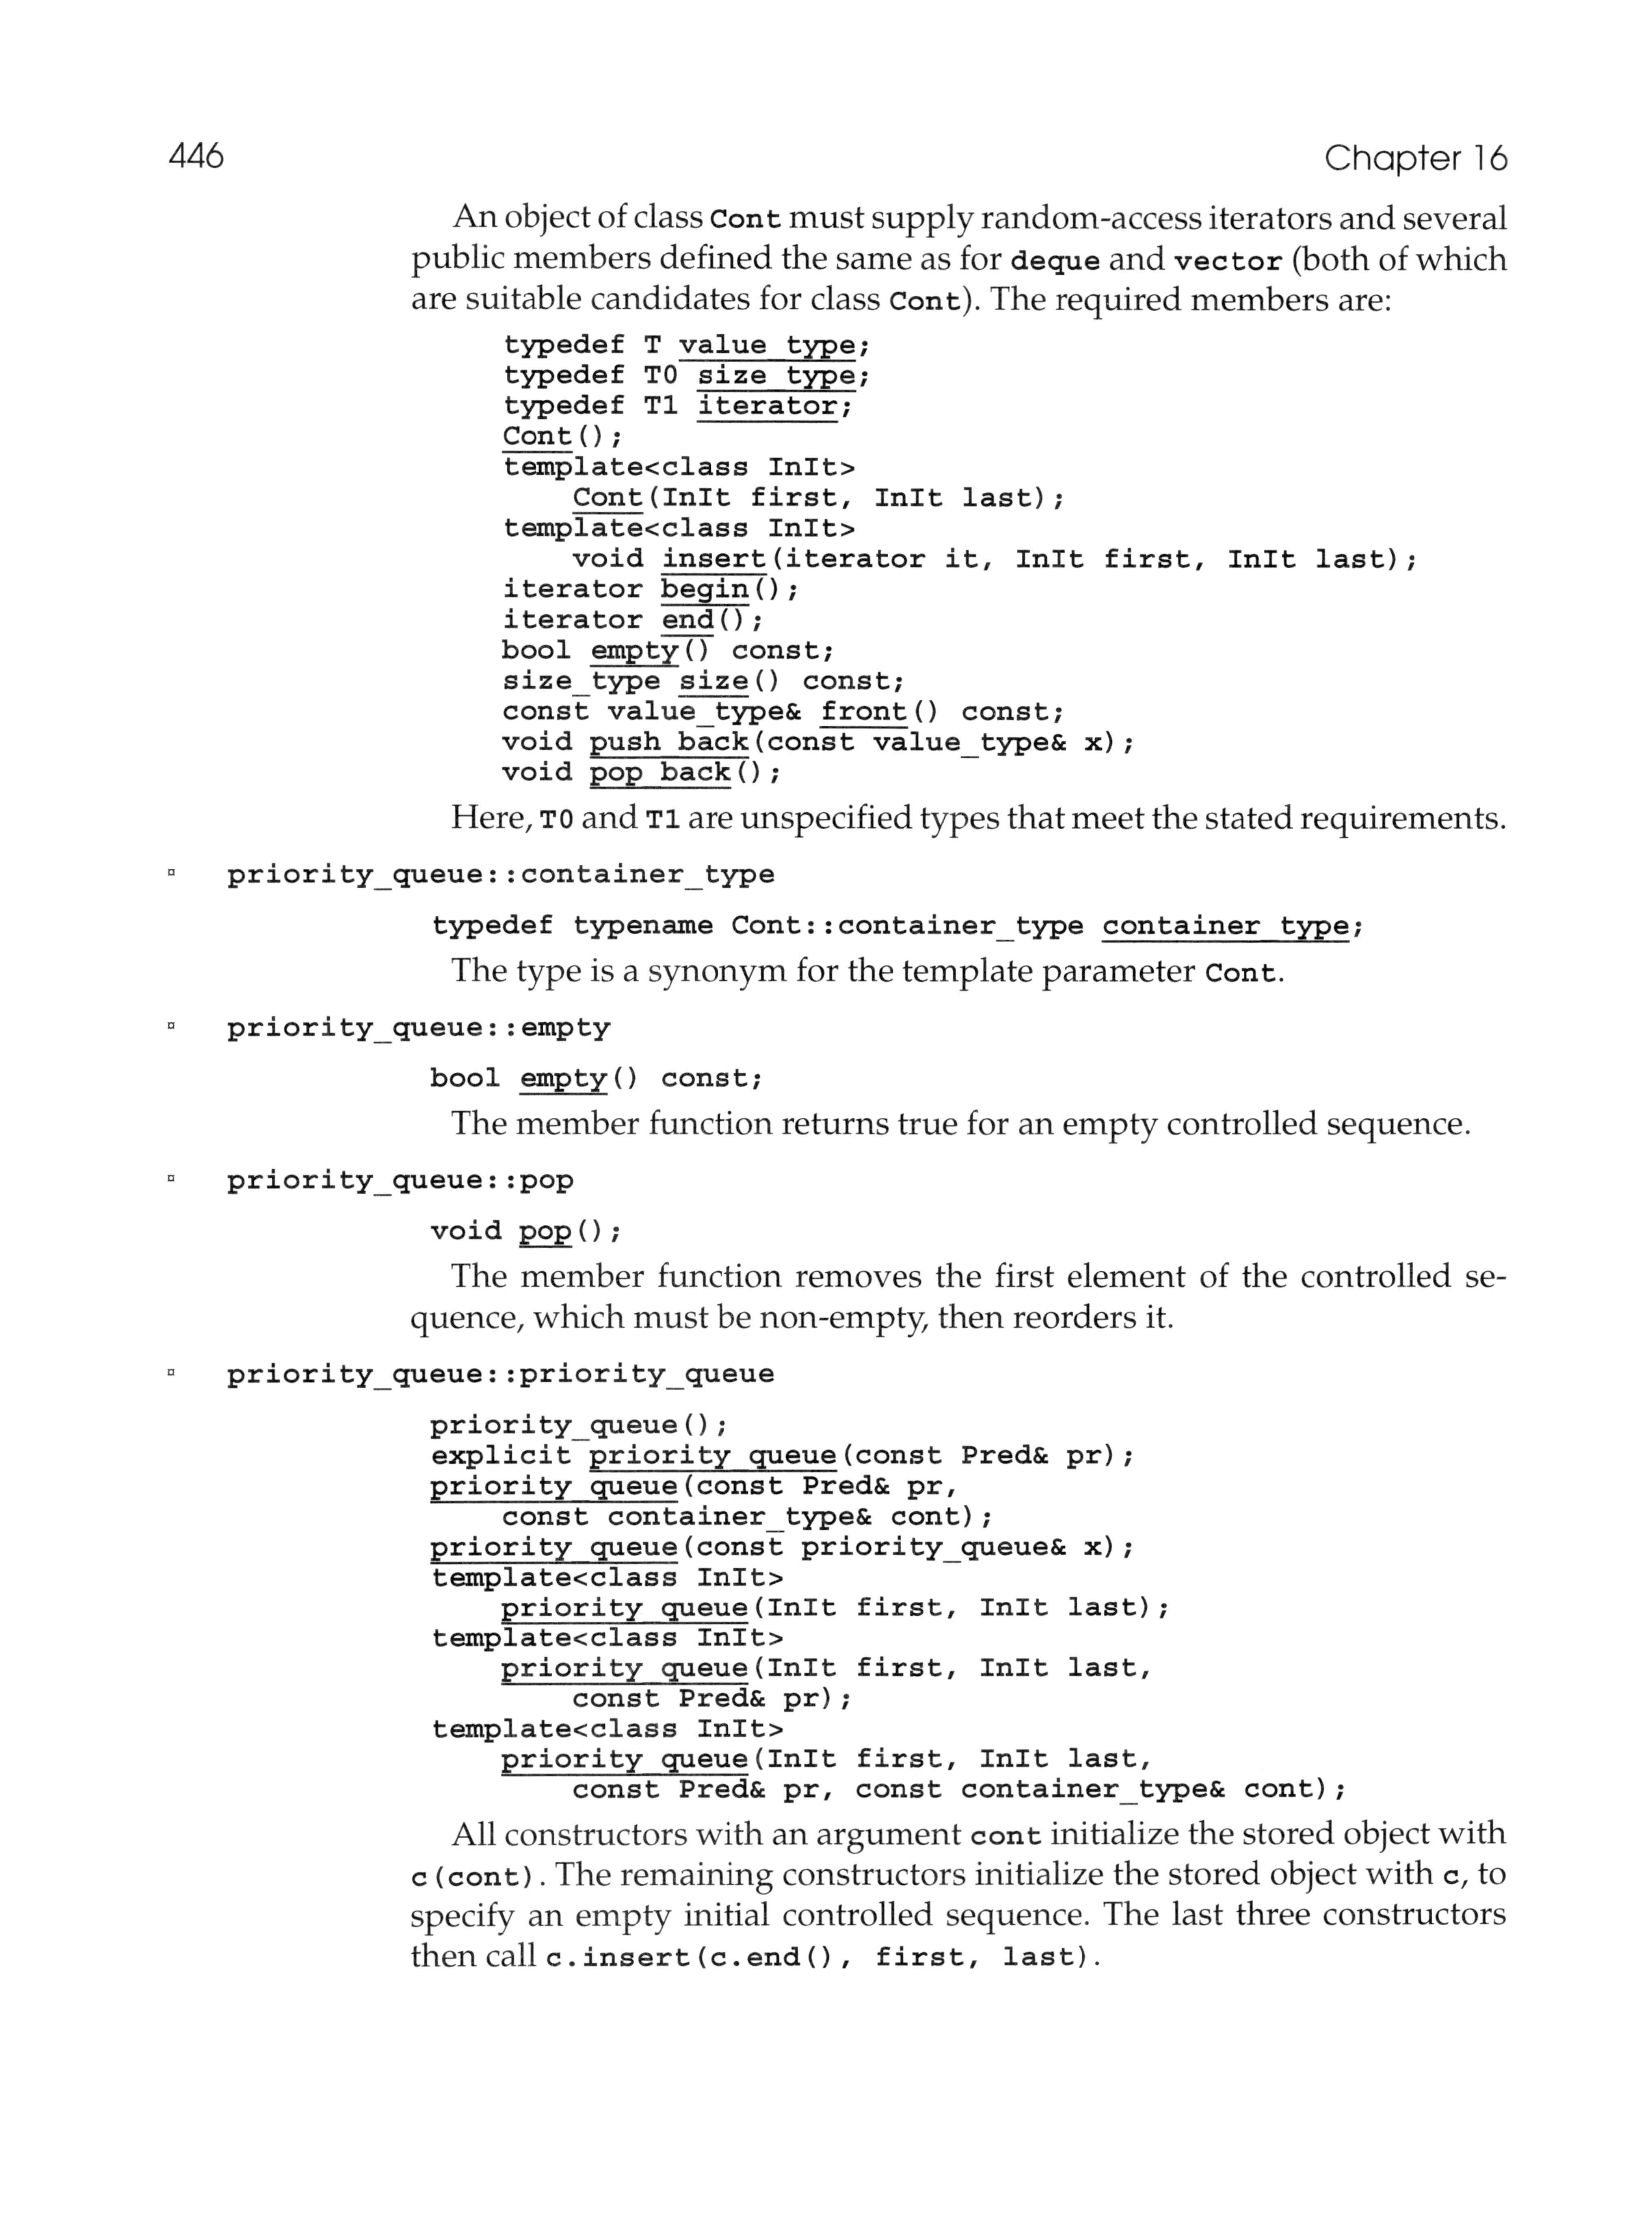 446 Chapter 16
An object of class Cont must supply random-access iterators and several
public members defined the same as for deque and vector (both of which
are suitable candidates for class Cont). The required members are:
typedef T value_type;
typedef T0 size_type;
typedef T1 iterator;
Cont();
template<class InIt>
Cont(InIt first, InIt last);
template<class InIt>
void insert(iterator it, InIt first, InIt last);
iterator begin();
iterator end();
bool empty() const;
size_type size() const;
const value_type& front() const;
void push_back(const value_type& x);
void pop_back();
Here, T0 and T1 are unspecified types that meet the stated requirements.
▫ priority_queue::container_type
typedef typename Cont::container_type container_type;
The type is a synonym for the template parameter Cont.
▫ priority_queue::empty
bool empty() const;
The member function returns true for an empty controlled sequence.
▫ priority_queue::pop
void pop();
The member function removes the first element of the controlled se-
quence, which must be non-empty, then reorders it.
▫ priority_queue::priority_queue
priority_queue();
explicit priority_queue(const Pred& pr);
priority_queue(const Pred& pr,
const container_type& cont);
priority_queue(const priority_queue& x);
template<class InIt>
priority_queue(InIt first, InIt last);
template<class InIt>
priority_queue(InIt first, InIt last,
const Pred& pr);
template<class InIt>
priority_queue(InIt first, InIt last,
const Pred& pr, const container_type& cont);
All constructors with an argument cont initialize the stored object with
c(cont). The remaining constructors initialize the stored object with c, to
specify an empty initial controlled sequence. The last three constructors
then call c.insert(c.end(), first, last).